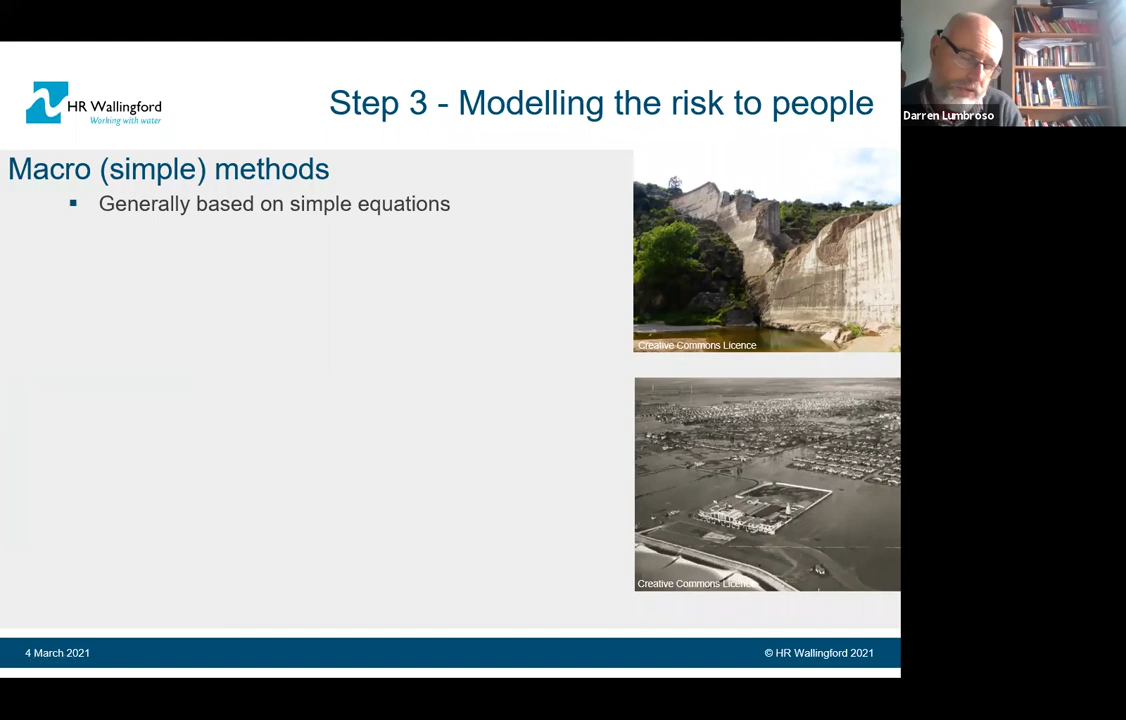 HR Wallingford
Working with water
Step 3 - Modelling the risk to people
Darren Lumbroso
Macro (simple) methods
Generally based on simple equations
Creative Commons Licence
Creative Commons Licence
4 March 2021
© HR Wallingford 2021